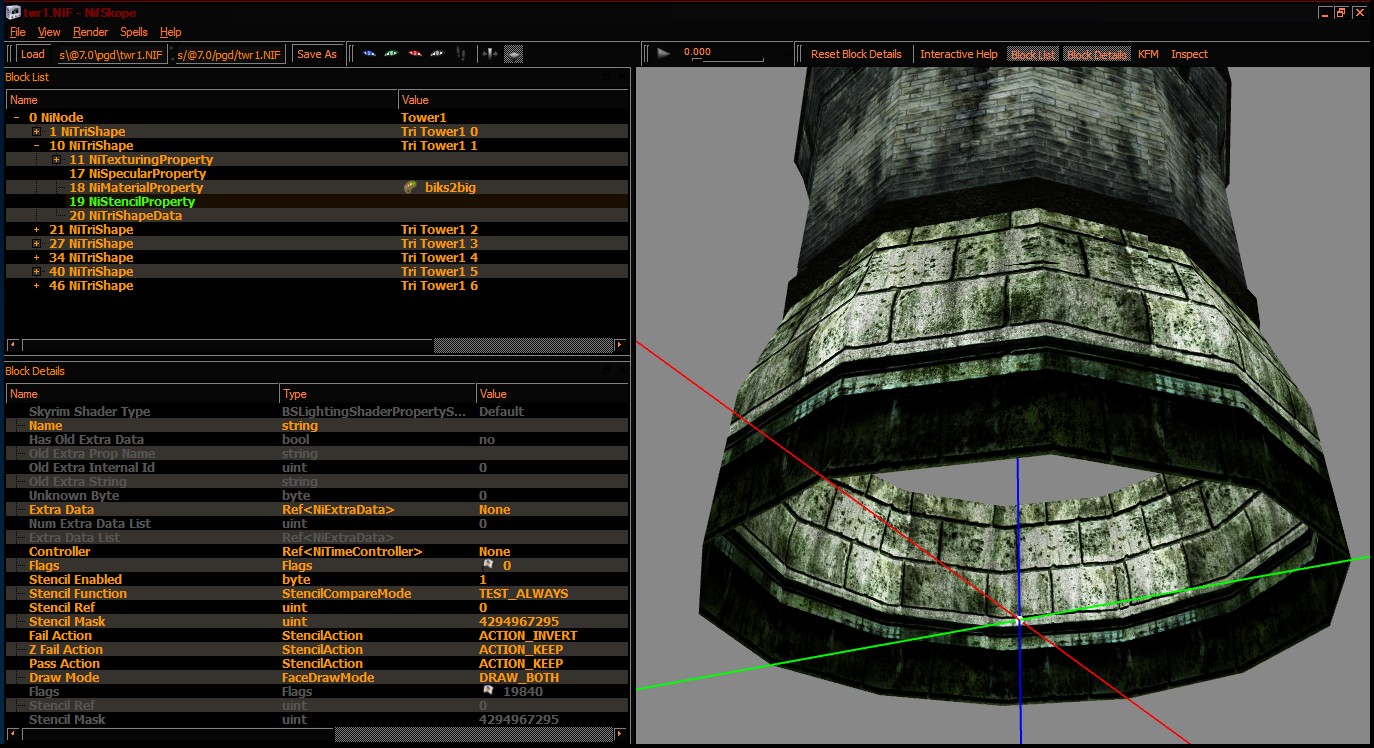 twr1.NIF - NifSkope
File View Render Spells Help
Load s\@7.0\pgd\twr1.NIF s/@7.0/pgd/twr1.NIF Save As 0.000 Reset Block Details Interactive Help Block List Block Details KFM Inspect
Block List
Name Value
0 NiNode Tower1
1 NiTriShape Tri Tower1 0
10 NiTriShape Tri Tower1 1
11 NiTexturingProperty
17 NiSpecularProperty
18 NiMaterialProperty biks2big
19 NiStencilProperty
20 NiTriShapeData
21 NiTriShape Tri Tower1 2
27 NiTriShape Tri Tower1 3
34 NiTriShape Tri Tower1 4
40 NiTriShape Tri Tower1 5
46 NiTriShape Tri Tower1 6
Block Details
Name Type Value
Skyrim Shader Type BSLightingShaderPropertyS... Default
Name string
Has Old Extra Data bool no
Old Extra Prop Name string
Old Extra Internal Id uint 0
Old Extra String string
Unknown Byte byte 0
Extra Data Ref<NiExtraData> None
Num Extra Data List uint 0
Extra Data List Ref<NiExtraData>
Controller Ref<NiTimeController> None
Flags Flags 0
Stencil Enabled byte 1
Stencil Function StencilCompareMode TEST_ALWAYS
Stencil Ref uint 0
Stencil Mask uint 4294967295
Fail Action StencilAction ACTION_INVERT
Z Fail Action StencilAction ACTION_KEEP
Pass Action StencilAction ACTION_KEEP
Draw Mode FaceDrawMode DRAW_BOTH
Flags Flags 19840
Stencil Ref uint 0
Stencil Mask uint 4294967295